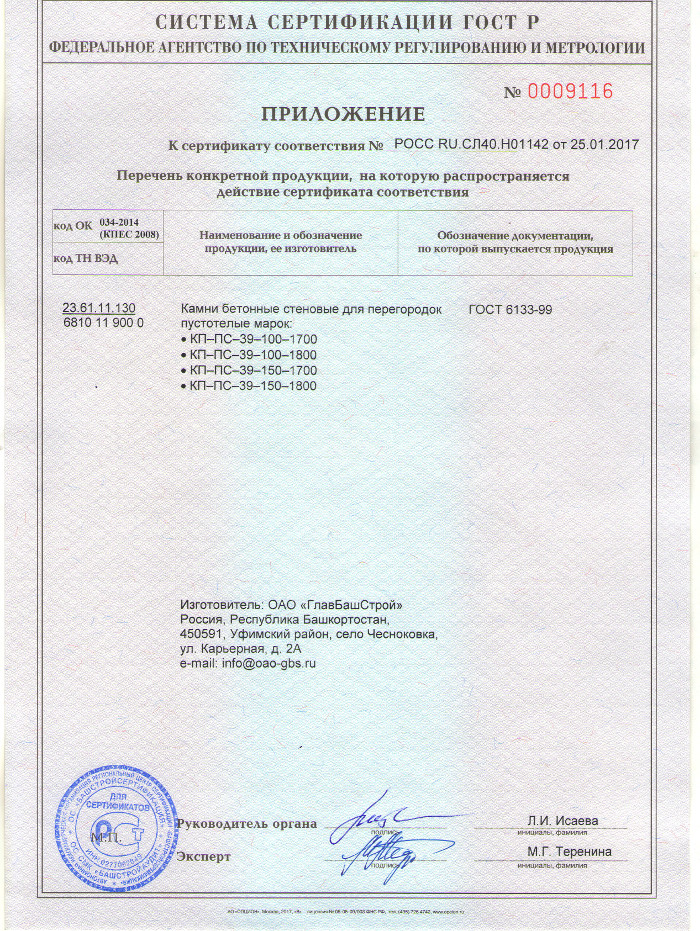 СИСТЕМА СЕРТИФИКАЦИИ ГОСТ Р
ФЕДЕРАЛЬНОЕ АГЕНТСТВО ПО ТЕХНИЧЕСКОМУ РЕГУЛИРОВАНИЮ И МЕТРОЛОГИИ
№ 0009116
ПРИЛОЖЕНИЕ
К сертификату соответствия № РОСС RU.СЛ40.Н01142 от 25.01.2017
Перечень конкретной продукции, на которую распространяется
действие сертификата соответствия
код ОК 034-2014
(КПЕС 2008)
код ТН ВЭД
Наименование и обозначение
продукции, ее изготовитель
Обозначение документации,
по которой выпускается продукция
23.61.11.130
6810 11 900 0
Камни бетонные стеновые для перегородок
пустотелые марок:
• КП–ПС–39–100–1700
• КП–ПС–39–100–1800
• КП–ПС–39–150–1700
• КП–ПС–39–150–1800
ГОСТ 6133-99
Изготовитель: ОАО «ГлавБашСтрой»
Россия, Республика Башкортостан,
450591, Уфимский район, село Чесноковка,
ул. Карьерная, д. 2А
e-mail: info@oao-gbs.ru
ОС «БАШСТРОЙСЕРТИФИКАЦИЯ»
ДЛЯ
СЕРТИФИКАТОВ
М.П.
Руководитель органа
подпись
Л.И. Исаева
инициалы, фамилия
Эксперт
подпись
М.Г. Теренина
инициалы, фамилия